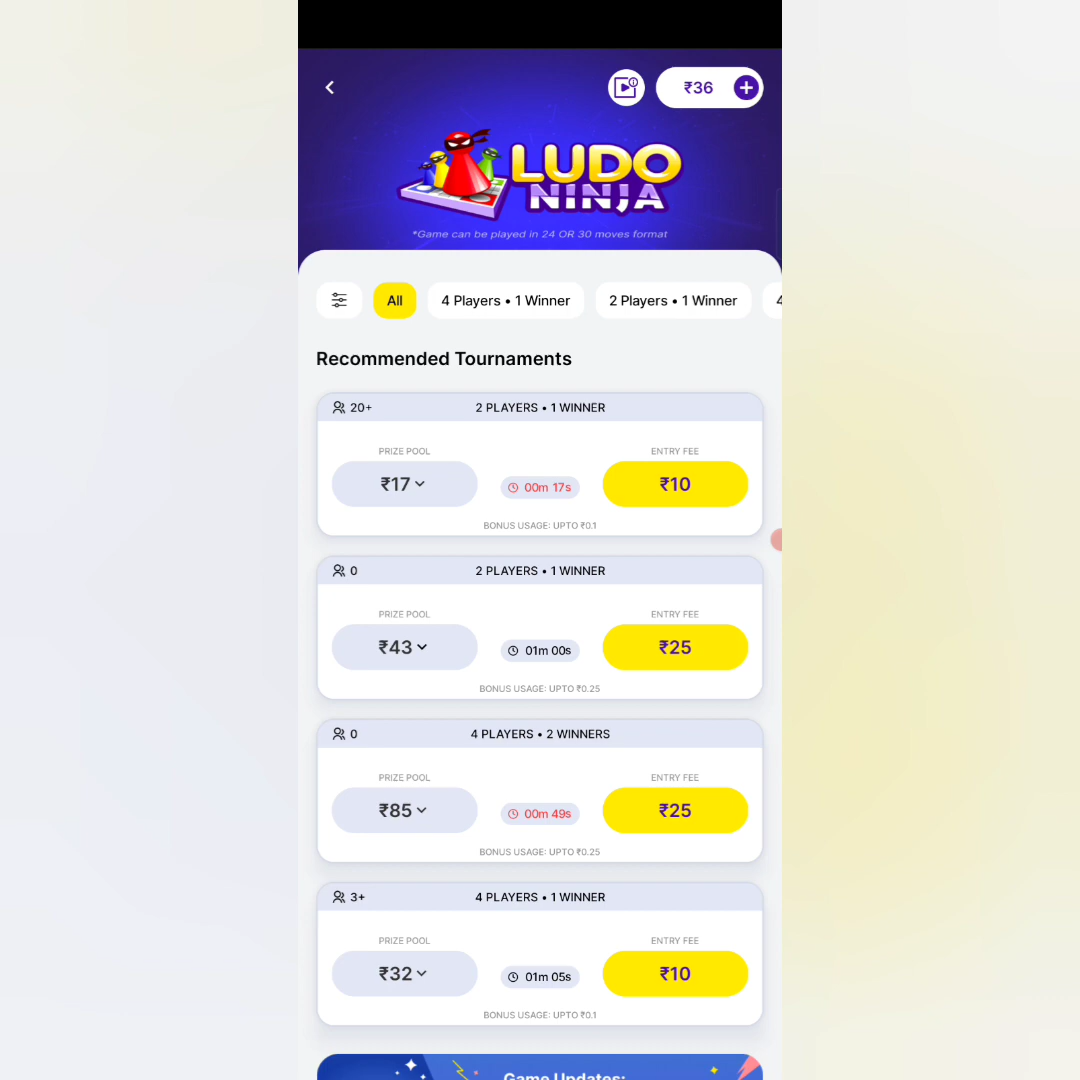 ₹36
LUDO
NINJA
*Game can be played in 24 OR 30 moves format
All
4 Players • 1 Winner
2 Players • 1 Winner
4
Recommended Tournaments
20+
2 PLAYERS • 1 WINNER
PRIZE POOL
ENTRY FEE
₹17
00m 17s
₹10
BONUS USAGE: UPTO ₹0.1
0
2 PLAYERS • 1 WINNER
PRIZE POOL
ENTRY FEE
₹43
01m 00s
₹25
BONUS USAGE: UPTO ₹0.25
0
4 PLAYERS • 2 WINNERS
PRIZE POOL
ENTRY FEE
₹85
00m 49s
₹25
BONUS USAGE: UPTO ₹0.25
3+
4 PLAYERS • 1 WINNER
PRIZE POOL
ENTRY FEE
₹32
01m 05s
₹10
BONUS USAGE: UPTO ₹0.1
Game Updates: